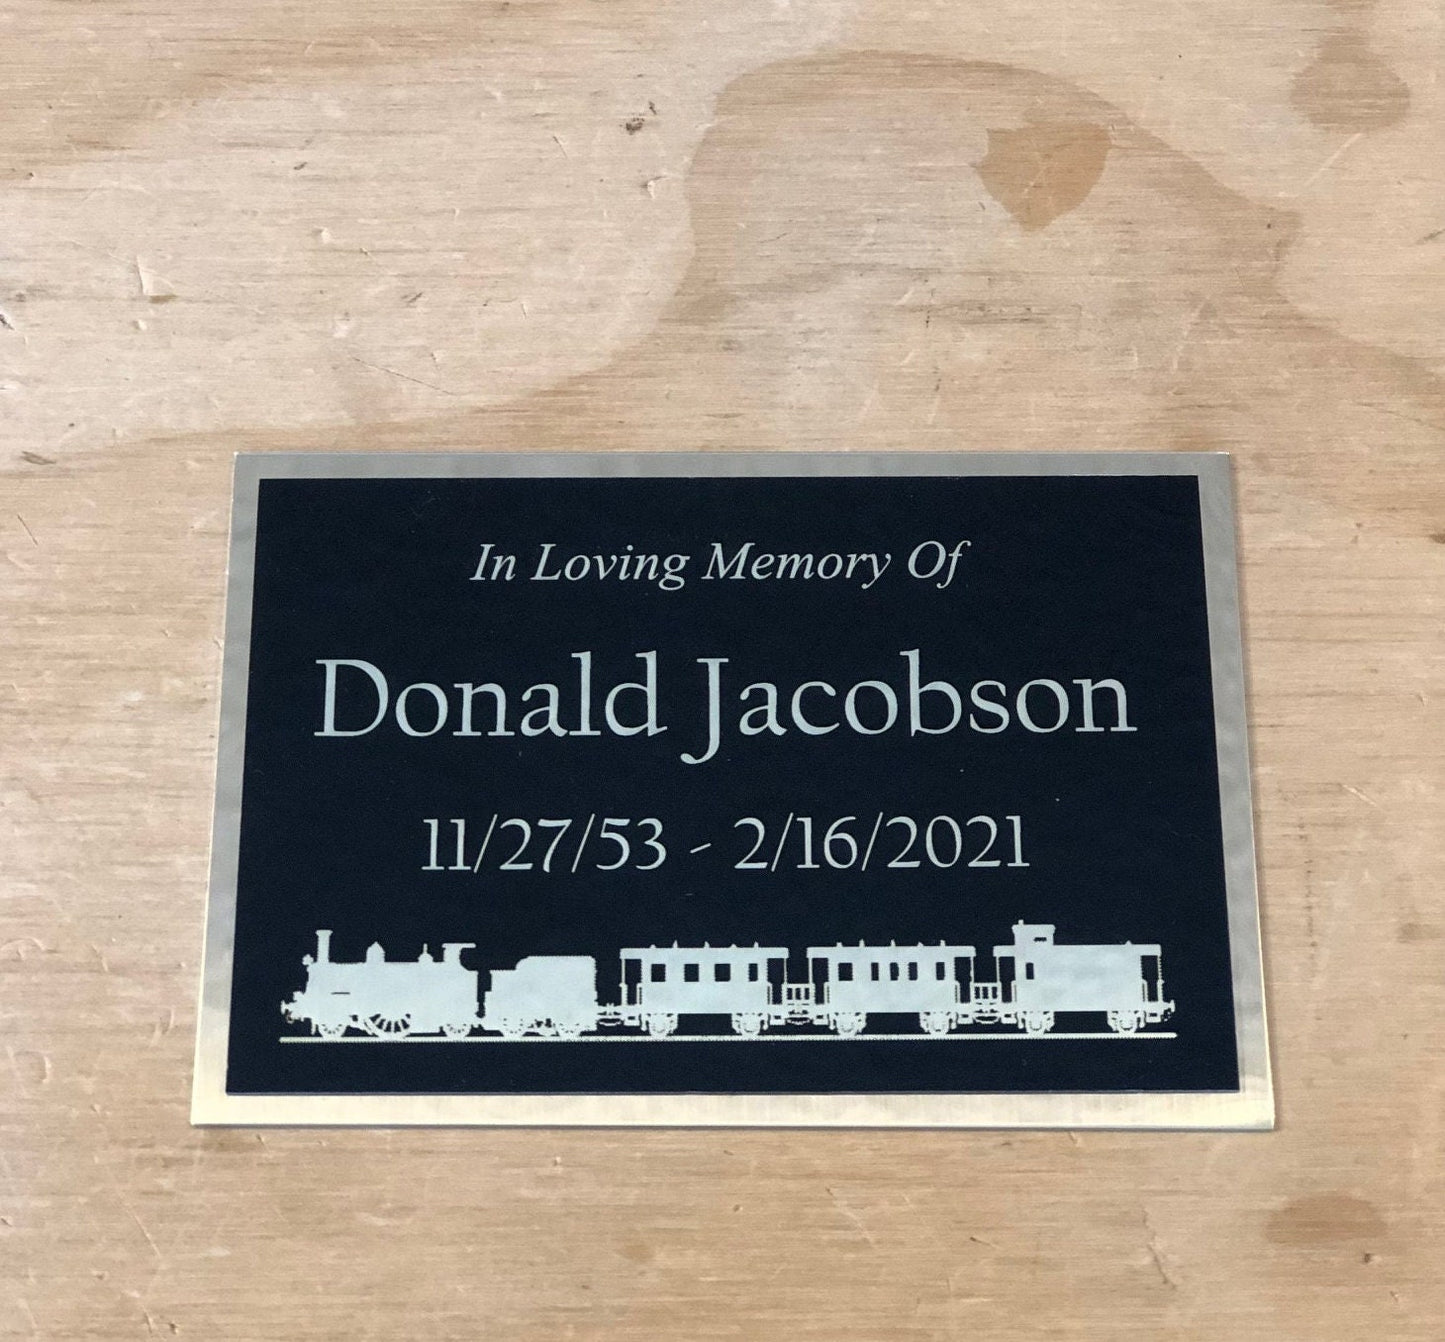 In Loving Memory Of
Donald Jacobson
11/27/53 - 2/16/2021